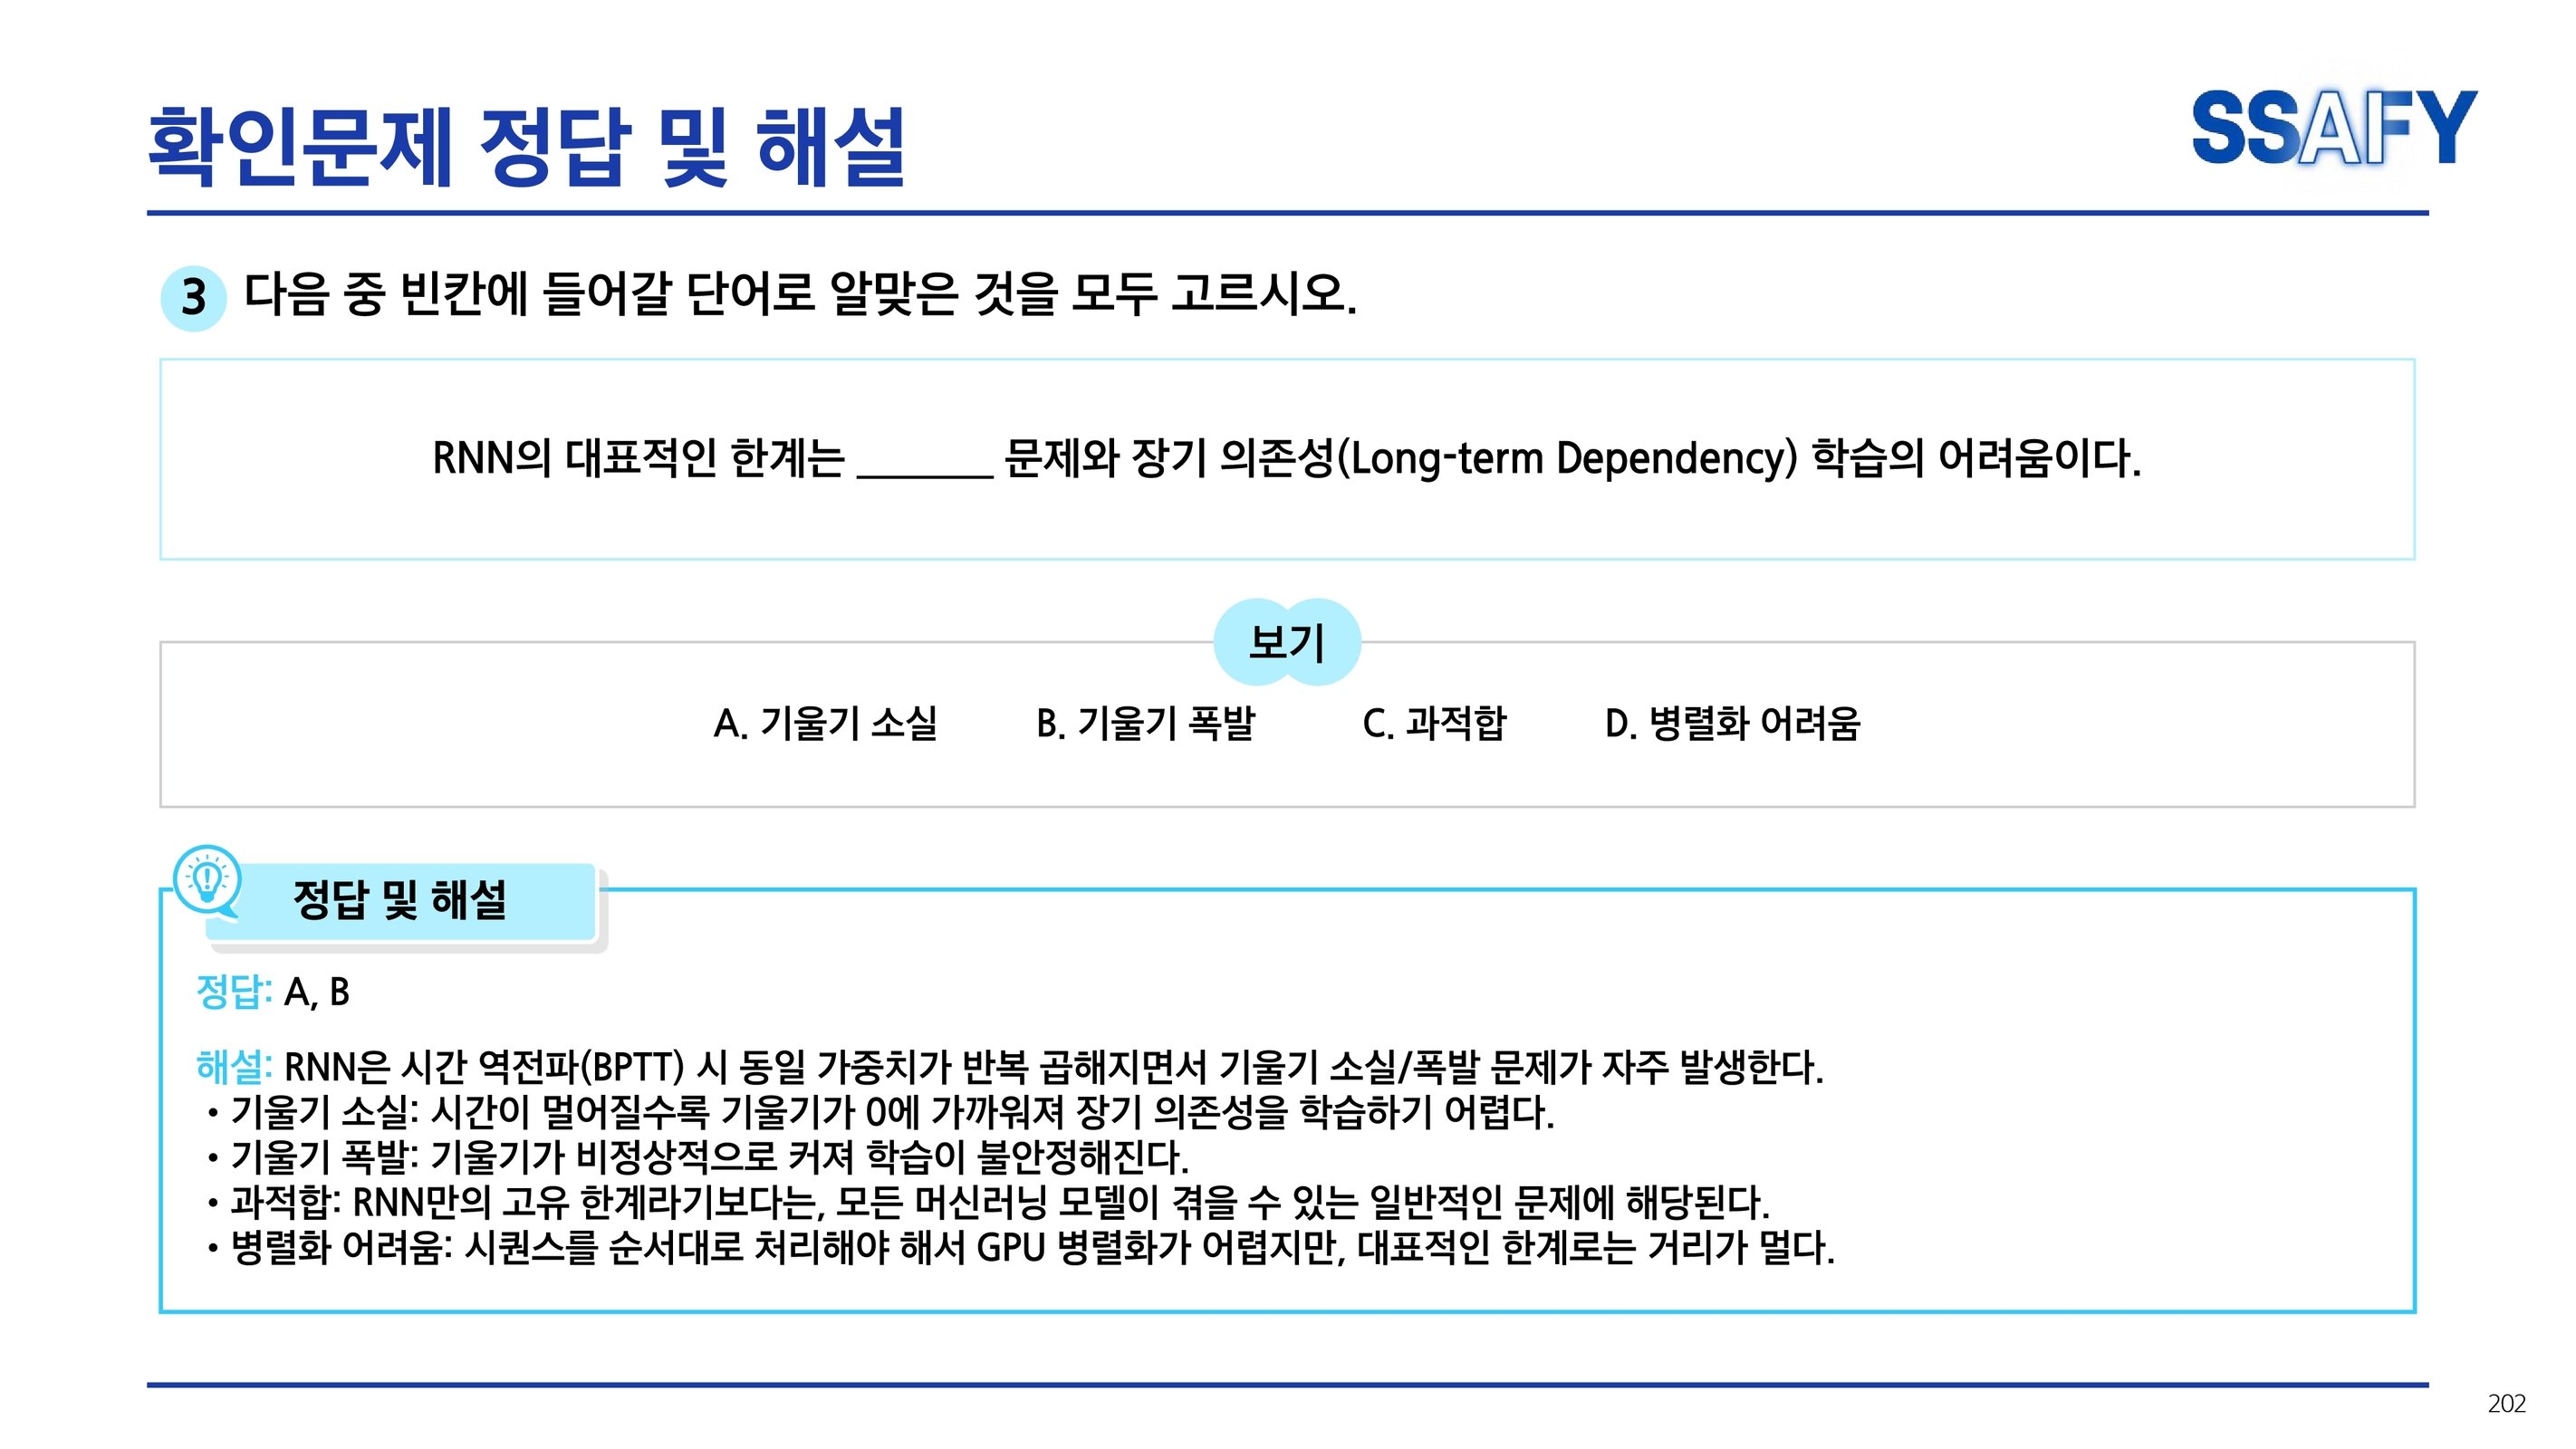 확인문제 정답 및 해설
SSAFY
3 다음 중 빈칸에 들어갈 단어로 알맞은 것을 모두 고르시오.
RNN의 대표적인 한계는 ______ 문제와 장기 의존성(Long-term Dependency) 학습의 어려움이다.
보기
A. 기울기 소실 B. 기울기 폭발 C. 과적합 D. 병렬화 어려움
정답 및 해설
정답: A, B
해설: RNN은 시간 역전파(BPTT) 시 동일 가중치가 반복 곱해지면서 기울기 소실/폭발 문제가 자주 발생한다.
• 기울기 소실: 시간이 멀어질수록 기울기가 0에 가까워져 장기 의존성을 학습하기 어렵다.
• 기울기 폭발: 기울기가 비정상적으로 커져 학습이 불안정해진다.
• 과적합: RNN만의 고유 한계라기보다는, 모든 머신러닝 모델이 겪을 수 있는 일반적인 문제에 해당된다.
• 병렬화 어려움: 시퀀스를 순서대로 처리해야 해서 GPU 병렬화가 어렵지만, 대표적인 한계로는 거리가 멀다.
202